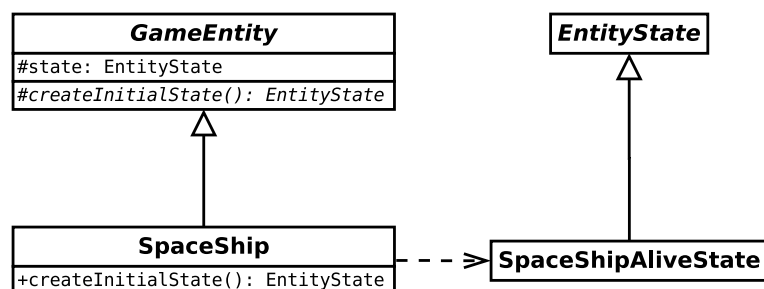 GameEntity
#state: EntityState
#createInitialState(): EntityState
EntityState
SpaceShip
+createInitialState(): EntityState
SpaceShipAliveState